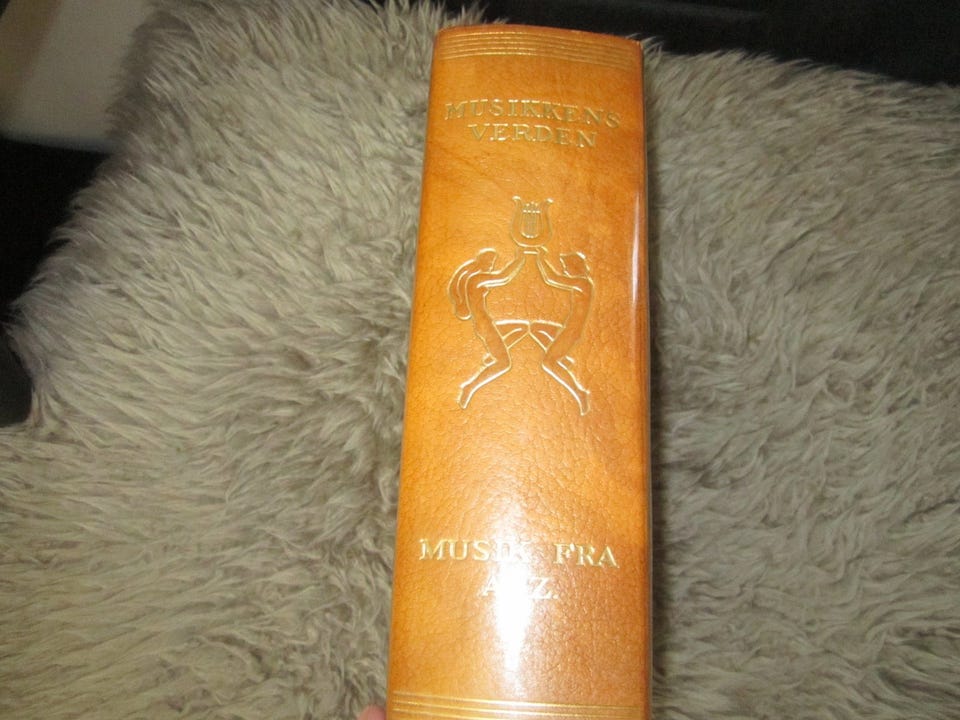 MUSIKKENS
VERDEN
MUSIK FRA
A-Z.